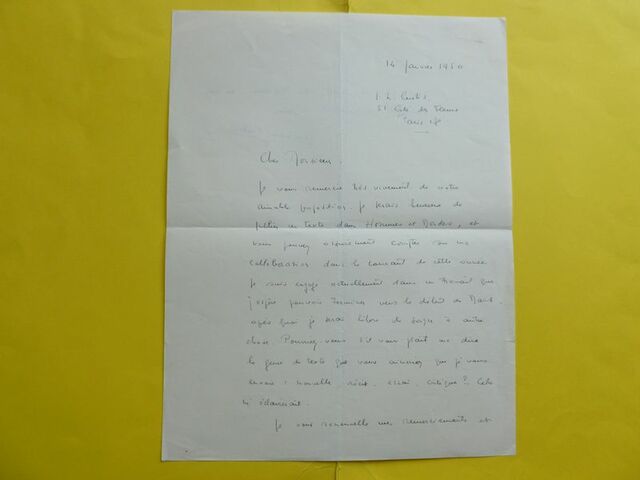 14 Janvier 1950
J. L. Curtis
Paris
Cher Monsieur,
Je vous remercie très vivement de votre
aimable proposition. Je serais heureux de
publier un texte dans Hommes et Mondes, et
vous pouvez assurément compter sur ma
collaboration dans le courant de cette année.
Je suis engagé actuellement dans un travail que
j'espère pouvoir terminer vers le début de Mars,
après quoi je serai libre de songer à autre
chose. Pourriez-vous s'il vous plaît me dire
le genre de texte que vous aimeriez que je vous
envoie : nouvelle, récit, essai, critique ? Cela
m'éclairerait.
Je vous renouvelle mes remerciements et